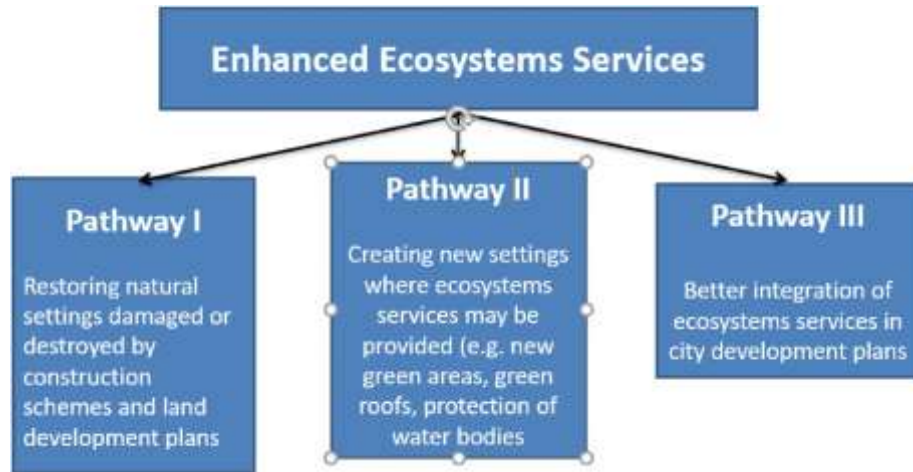 Enhanced Ecosystems Services
Pathway I
Restoring natural
settings damaged or
destroyed by
construction
schemes and land
development plans
Pathway II
Creating new settings
where ecosystems
services may be
provided (e.g. new
green areas, green
roofs, protection of
water bodies
Pathway III
Better integration of
ecosystems services in
city development plans